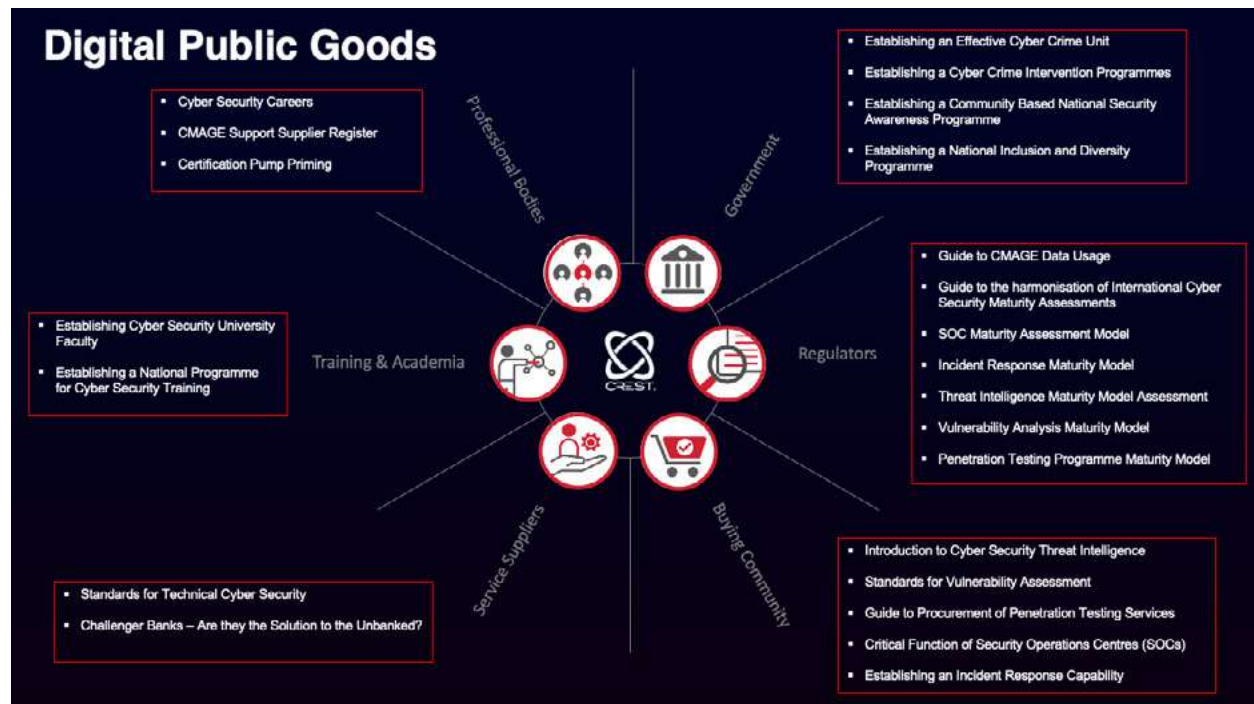 Digital Public Goods
▪ Cyber Security Careers
▪ CMAGE Support Supplier Register
▪ Certification Pump Priming
Professional Bodies
Government
▪ Establishing an Effective Cyber Crime Unit
▪ Establishing a Cyber Crime Intervention Programmes
▪ Establishing a Community Based National Security
Awareness Programme
▪ Establishing a National Inclusion and Diversity
Programme
▪ Establishing Cyber Security University
Faculty
▪ Establishing a National Programme
for Cyber Security Training
Training & Academia
CREST.
Regulators
▪ Guide to CMAGE Data Usage
▪ Guide to the harmonisation of International Cyber
Security Maturity Assessments
▪ SOC Maturity Assessment Model
▪ Incident Response Maturity Model
▪ Threat Intelligence Maturity Model Assessment
▪ Vulnerability Analysis Maturity Model
▪ Penetration Testing Programme Maturity Model
▪ Standards for Technical Cyber Security
▪ Challenger Banks – Are they the Solution to the Unbanked?
Service Suppliers
Buying Community
▪ Introduction to Cyber Security Threat Intelligence
▪ Standards for Vulnerability Assessment
▪ Guide to Procurement of Penetration Testing Services
▪ Critical Function of Security Operations Centres (SOCs)
▪ Establishing an Incident Response Capability